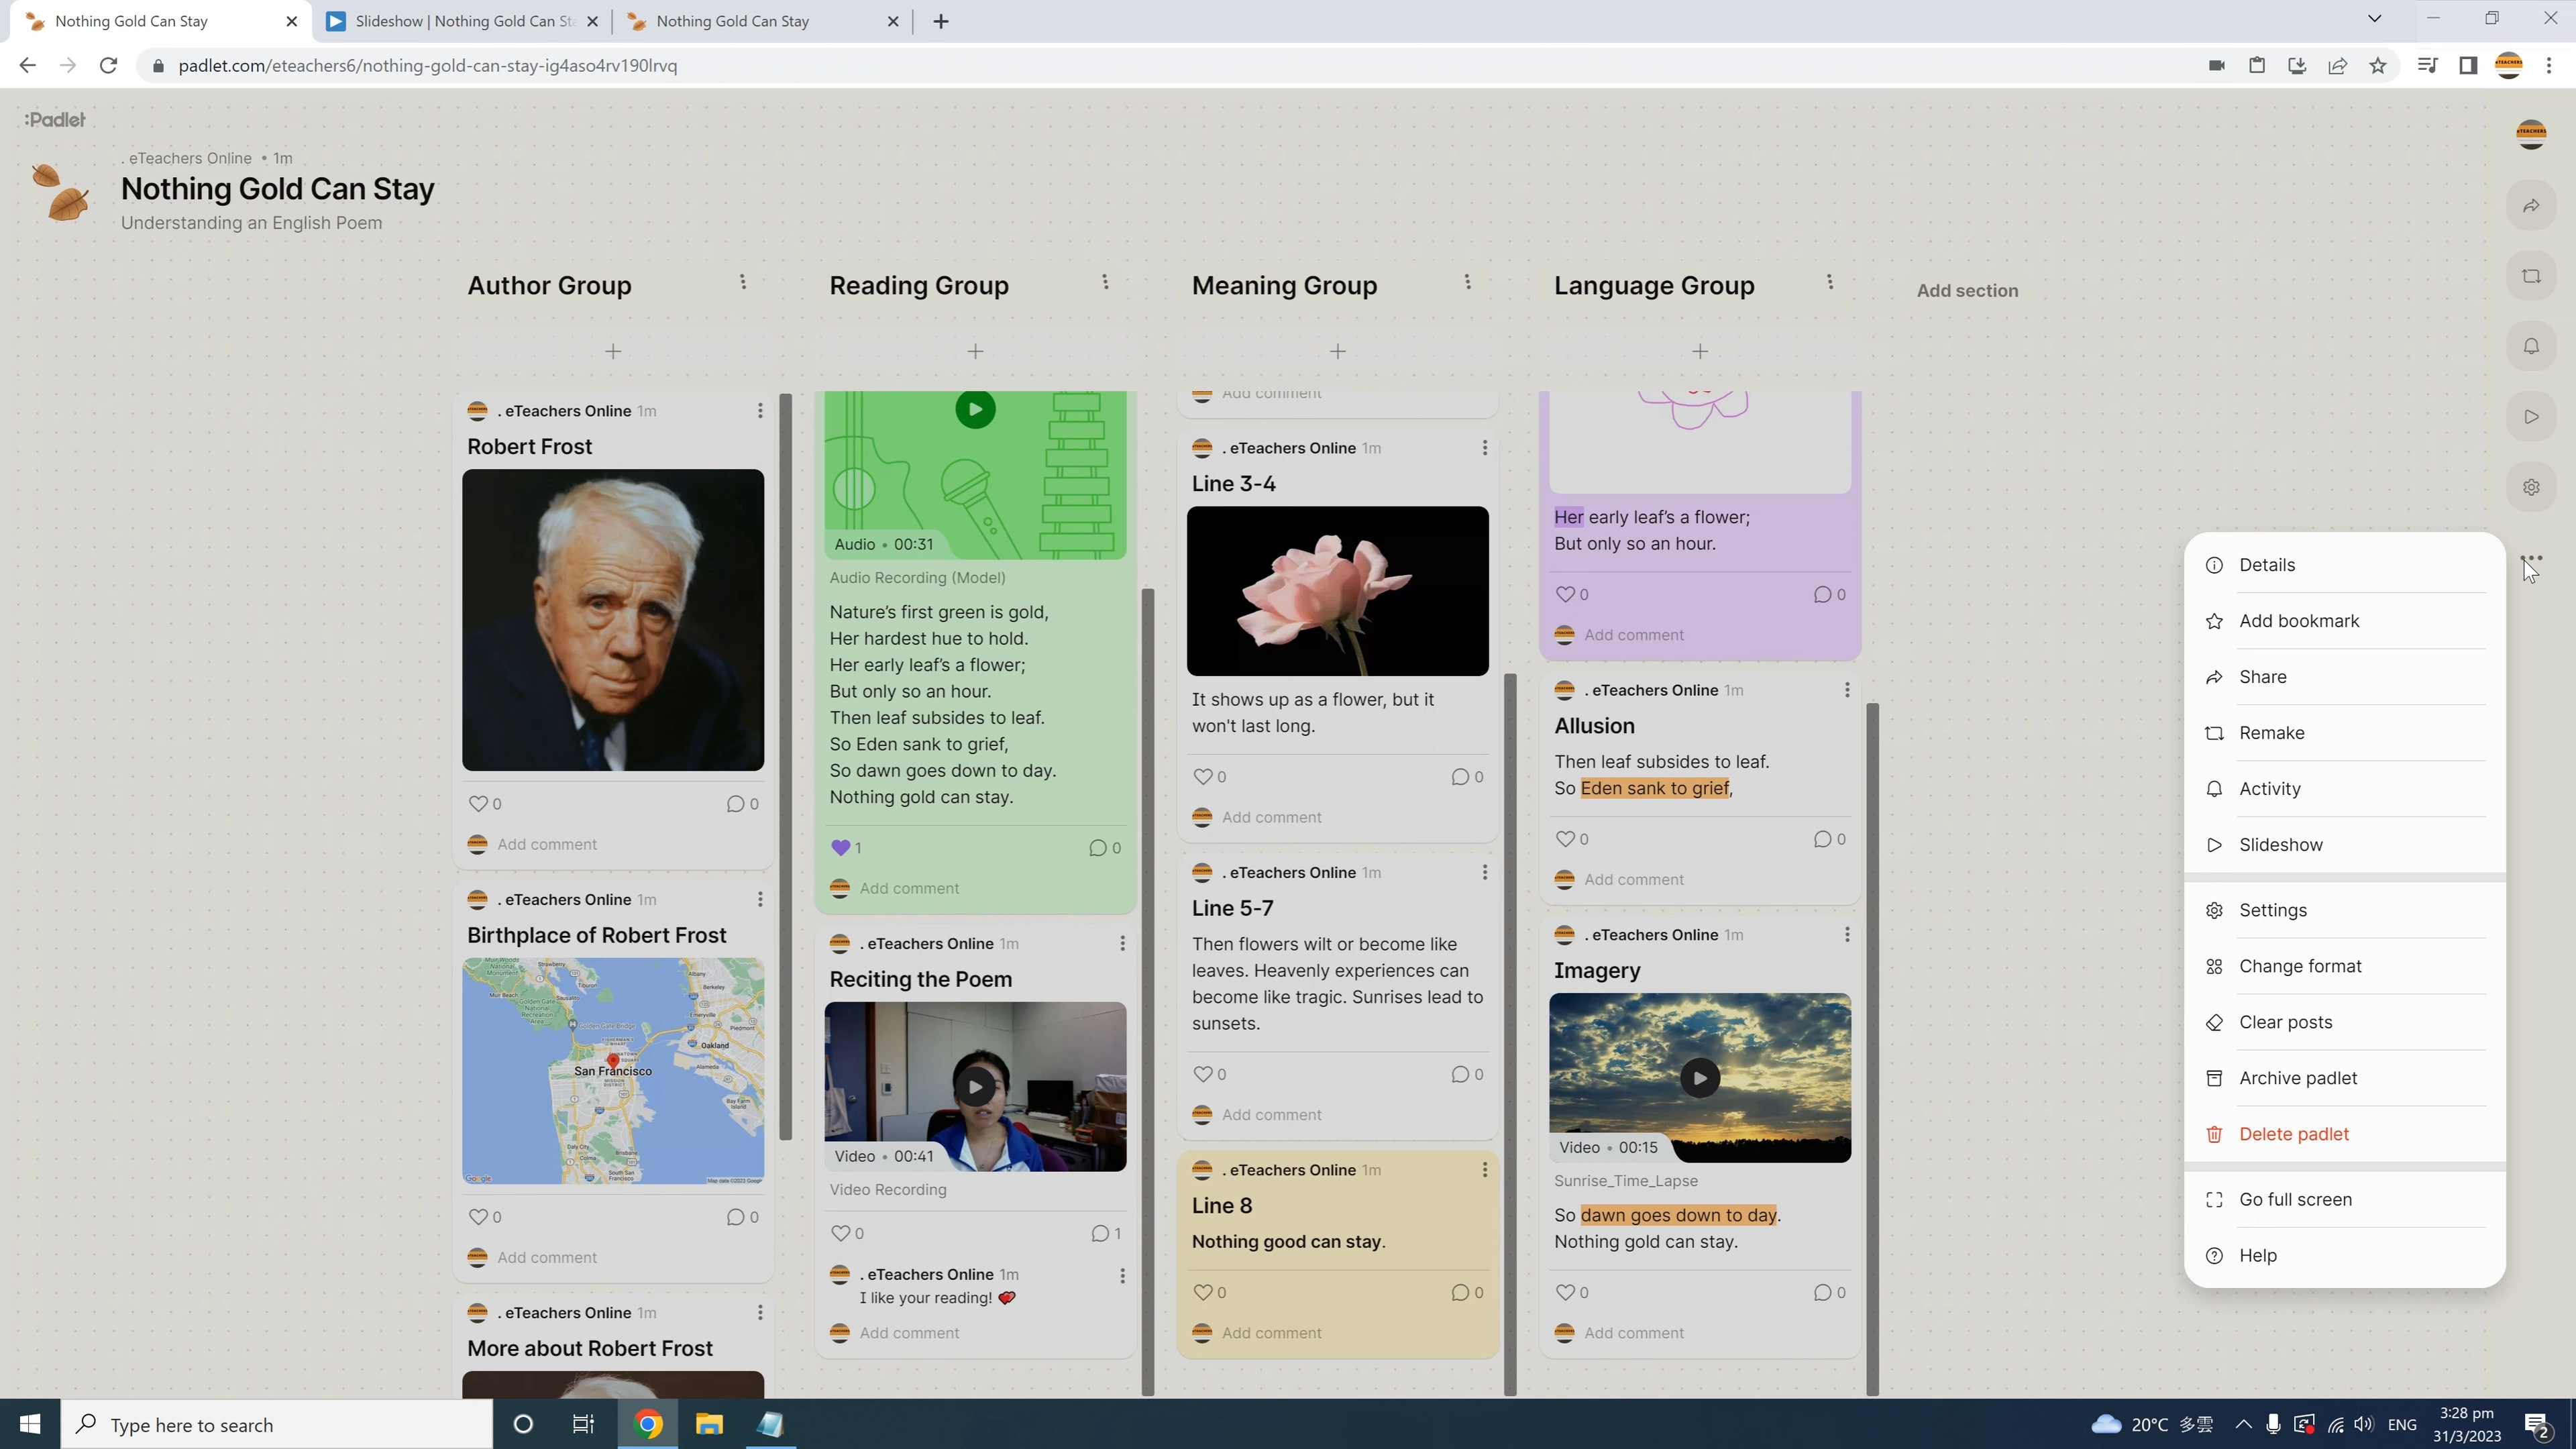 Nothing Gold Can Stay
Slideshow | Nothing Gold Can St
Nothing Gold Can Stay
padlet.com/eteachers6/nothing-gold-can-stay-ig4aso4rv190lrvq
:Padlet
. eTeachers Online • 1m
Nothing Gold Can Stay
Understanding an English Poem
Author Group
. eTeachers Online 1m
Robert Frost
0 0
Add comment
. eTeachers Online 1m
Birthplace of Robert Frost
Berkeley
Oakland
Alameda
San Francisco
Daly City
Google
0 0
Add comment
. eTeachers Online 1m
More about Robert Frost
Reading Group
Audio • 00:31
Audio Recording (Model)
Nature's first green is gold,
Her hardest hue to hold.
Her early leaf's a flower;
But only so an hour.
Then leaf subsides to leaf.
So Eden sank to grief,
So dawn goes down to day.
Nothing gold can stay.
1 0
Add comment
. eTeachers Online 1m
Reciting the Poem
Video • 00:41
Video Recording
0 1
. eTeachers Online 1m
I like your reading!
Add comment
Meaning Group
Add comment
. eTeachers Online 1m
Line 3-4
It shows up as a flower, but it
won't last long.
0 0
Add comment
. eTeachers Online 1m
Line 5-7
Then flowers wilt or become like
leaves. Heavenly experiences can
become like tragic. Sunrises lead to
sunsets.
0 0
Add comment
. eTeachers Online 1m
Line 8
Nothing good can stay.
0 0
Add comment
Language Group
Her early leaf's a flower;
But only so an hour.
0 0
Add comment
. eTeachers Online 1m
Allusion
Then leaf subsides to leaf.
So Eden sank to grief,
0 0
Add comment
. eTeachers Online 1m
Imagery
Video • 00:15
Sunrise_Time_Lapse
So dawn goes down to day.
Nothing gold can stay.
0 0
Add comment
Add section
Details
Add bookmark
Share
Remake
Activity
Slideshow
Settings
Change format
Clear posts
Archive padlet
Delete padlet
Go full screen
Help
Type here to search
20°C 多雲
ENG
3:28 pm
31/3/2023
2